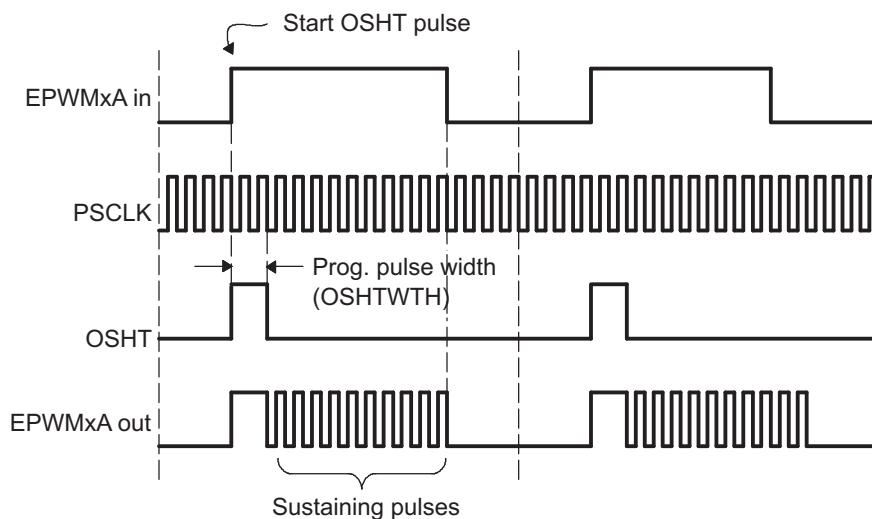 Start OSHT pulse
EPWMxA in
PSCLK
Prog. pulse width
(OSHTWTH)
OSHT
EPWMxA out
Sustaining pulses